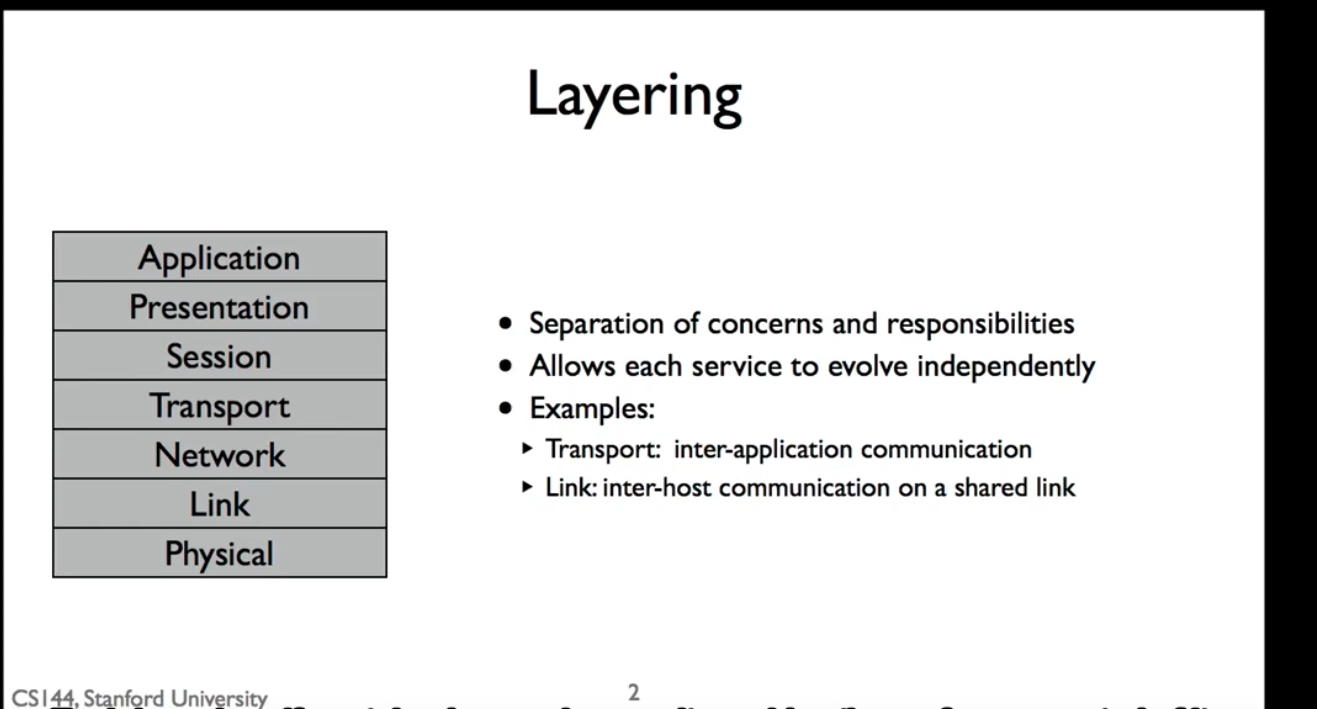 Layering
Application
Presentation
Session
Transport
Network
Link
Physical
• Separation of concerns and responsibilities
• Allows each service to evolve independently
• Examples:
▸ Transport: inter-application communication
▸ Link: inter-host communication on a shared link
CS144, Stanford University
2